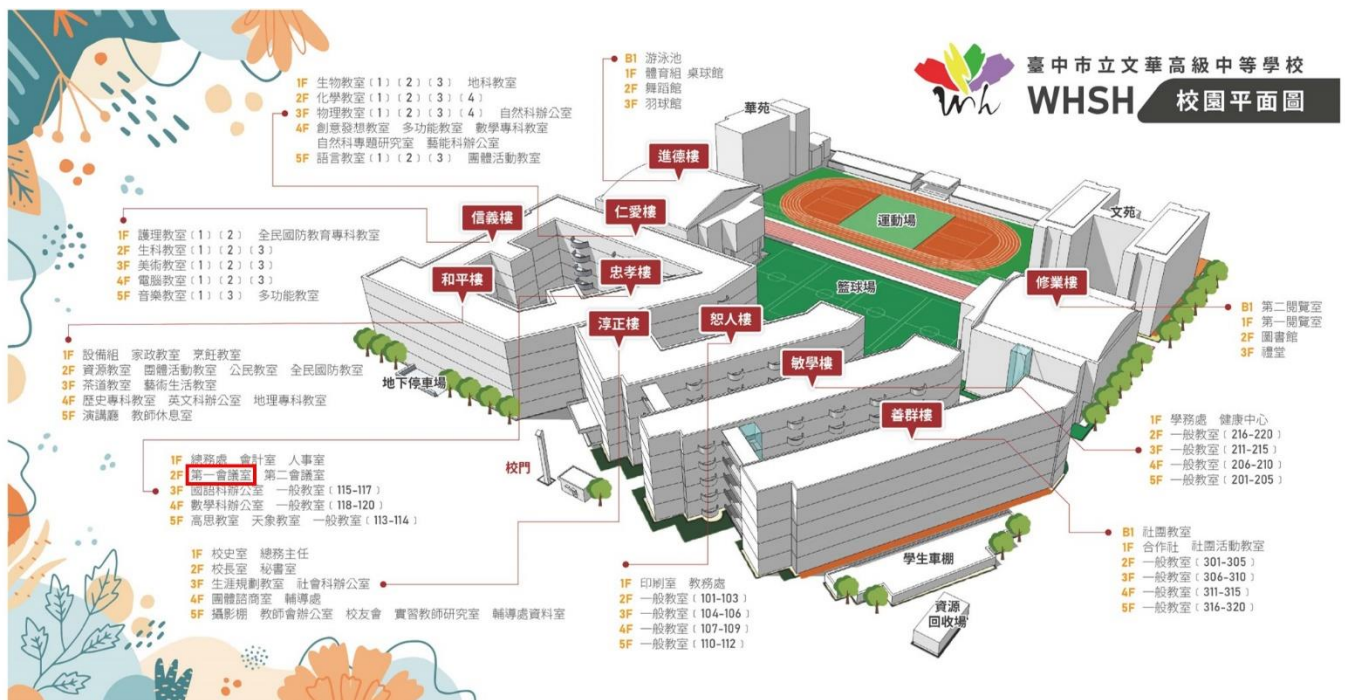 臺中市立文華高級中等學校
WHSH 校園平面圖
1F 生物教室﹝1﹞﹝2﹞﹝3﹞ 地科教室
2F 化學教室﹝1﹞﹝2﹞﹝3﹞﹝4﹞
3F 物理教室﹝1﹞﹝2﹞﹝3﹞﹝4﹞ 自然科辦公室
4F 創意發想教室 多功能教室 數學專科教室
自然科專題研究室 藝能科辦公室
5F 語言教室﹝1﹞﹝2﹞﹝3﹞ 團體活動教室
B1 游泳池
1F 體育組 桌球館
2F 舞蹈館
3F 羽球館
華苑
進德樓
仁愛樓
信義樓
運動場
文苑
1F 護理教室﹝1﹞﹝2﹞ 全民國防教育專科教室
2F 生科教室﹝1﹞﹝2﹞﹝3﹞
3F 美術教室﹝1﹞﹝2﹞﹝3﹞
4F 電腦教室﹝1﹞﹝2﹞﹝3﹞
5F 音樂教室﹝1﹞﹝3﹞ 多功能教室
和平樓
忠孝樓
籃球場
修業樓
淳正樓
恕人樓
敏學樓
善群樓
B1 第二閱覽室
1F 第一閱覽室
2F 圖書館
3F 禮堂
1F 設備組 家政教室 烹飪教室
2F 資源教室 團體活動教室 公民教室 全民國防教室
3F 茶道教室 藝術生活教室
4F 歷史專科教室 英文科辦公室 地理專科教室
5F 演講廳 教師休息室
地下停車場
1F 學務處 健康中心
2F 一般教室﹝216-220﹞
3F 一般教室﹝211-215﹞
4F 一般教室﹝206-210﹞
5F 一般教室﹝201-205﹞
1F 總務處 會計室 人事室
2F 第一會議室 第二會議室
3F 國語科辦公室 一般教室﹝115-117﹞
4F 數學科辦公室 一般教室﹝118-120﹞
5F 高思教室 天象教室 一般教室﹝113-114﹞
校門
B1 社團教室
1F 合作社 社團活動教室
2F 一般教室﹝301-305﹞
3F 一般教室﹝306-310﹞
4F 一般教室﹝311-315﹞
5F 一般教室﹝316-320﹞
1F 校史室 總務主任
2F 校長室 秘書室
3F 生涯規劃教室 社會科辦公室
4F 團體諮商室 輔導處
5F 攝影棚 教師會辦公室 校友會 實習教師研究室 輔導處資料室
1F 印刷室 教務處
2F 一般教室﹝101-103﹞
3F 一般教室﹝104-106﹞
4F 一般教室﹝107-109﹞
5F 一般教室﹝110-112﹞
學生車棚
資源
回收場